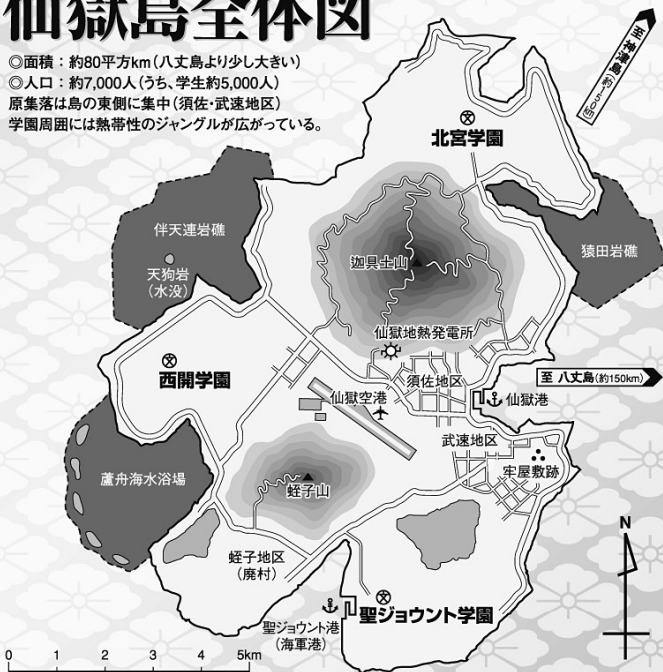 仙獄島全体図
◎面積：約80平方km(八丈島より少し大きい)
◎人口：約7,000人(うち、学生約5,000人)
原集落は島の東側に集中(須佐・武速地区)
学園周囲には熱帯性のジャングルが広がっている。
至 神津島(約150km)
北宮学園
伴天連岩礁
天狗岩
(水没)
猿田岩礁
迦具土山
仙獄地熱発電所
西開学園
須佐地区
至 八丈島(約150km)
仙獄空港
仙獄港
武速地区
牢屋敷跡
蘆舟海水浴場
蛭子山
蛭子地区
(廃村)
N
聖ジョウント学園
聖ジョウント港
(海軍港)
0 1 2 3 4 5km